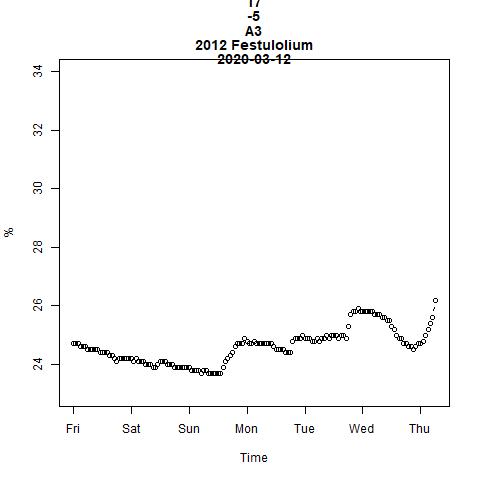 17
-5
A3
2012 Festulolium
2020-03-12
34
32
30
28
26
24
%
Fri Sat Sun Mon Tue Wed Thu
Time